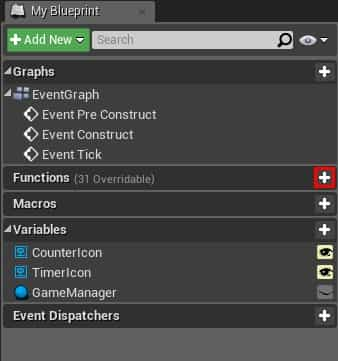 My Blueprint
Add New
Search
Graphs
EventGraph
Event Pre Construct
Event Construct
Event Tick
Functions (31 Overridable)
Macros
Variables
CounterIcon
TimerIcon
GameManager
Event Dispatchers